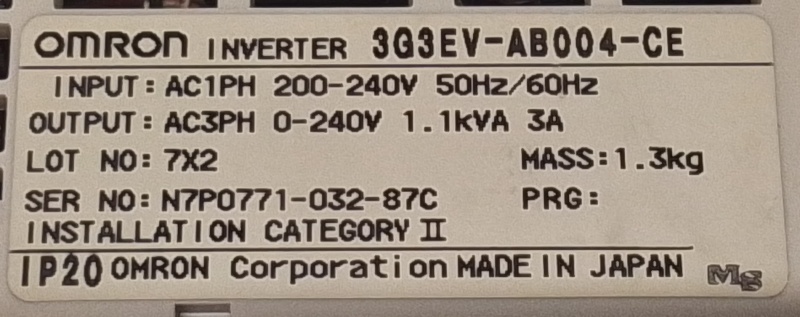 OMRON INVERTER 3G3EV-AB004-CE
INPUT: AC1PH 200-240V 50Hz/60Hz
OUTPUT: AC3PH 0-240V 1.1kVA 3A
LOT NO: 7X2 MASS:1.3kg
SER NO: N7P0771-032-87C PRG:
INSTALLATION CATEGORY II
IP20 OMRON Corporation MADE IN JAPAN